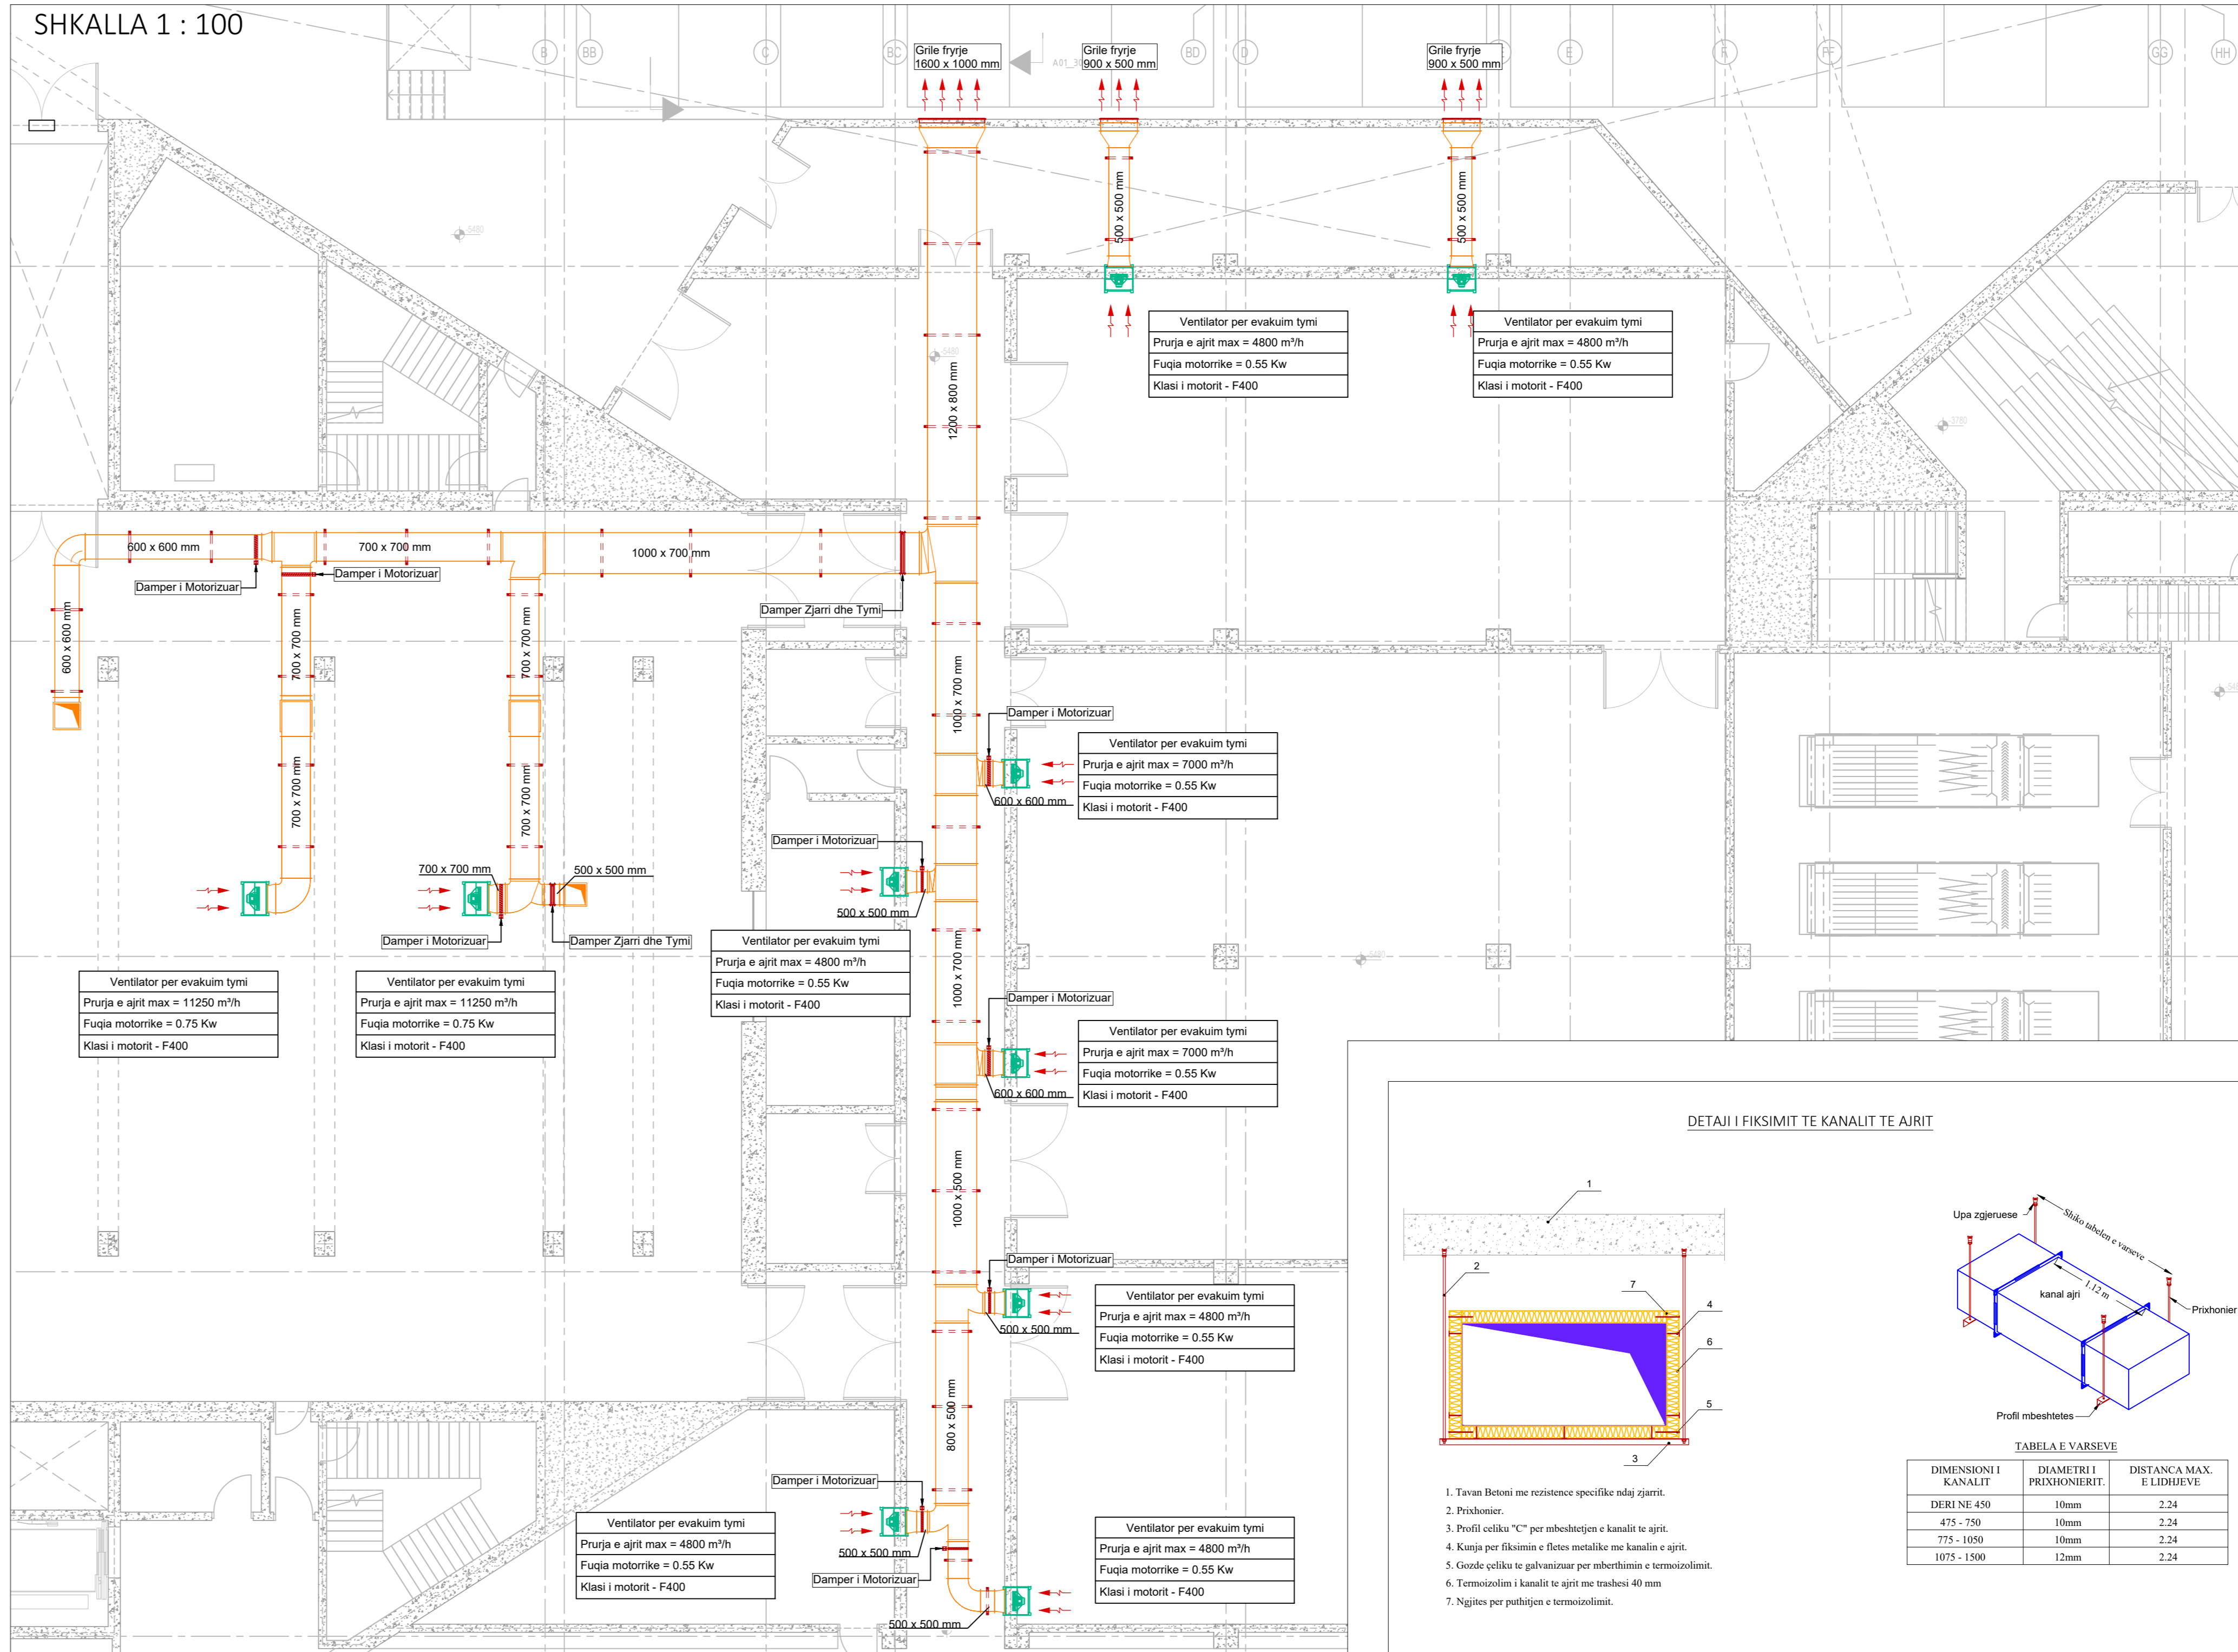 SHKALLA 1 : 100
B
BB
C
BC
BD
D
E
F
FF
GG
HH
Grile fryrje
1600 x 1000 mm
Grile fryrje
900 x 500 mm
Grile fryrje
900 x 500 mm
-5480
500 x 500 mm
500 x 500 mm
Ventilator per evakuim tymi
Prurja e ajrit max = 4800 m³/h
Fuqia motorrike = 0.55 Kw
Klasi i motorit - F400
Ventilator per evakuim tymi
Prurja e ajrit max = 4800 m³/h
Fuqia motorrike = 0.55 Kw
Klasi i motorit - F400
-5480
1200 x 800 mm
-3780
600 x 600 mm
700 x 700 mm
1000 x 700 mm
Damper i Motorizuar
Damper i Motorizuar
Damper Zjarri dhe Tymi
600 x 600 mm
700 x 700 mm
700 x 700 mm
1000 x 700 mm
Damper i Motorizuar
Ventilator per evakuim tymi
Prurja e ajrit max = 7000 m³/h
Fuqia motorrike = 0.55 Kw
Klasi i motorit - F400
600 x 600 mm
700 x 700 mm
700 x 700 mm
Damper i Motorizuar
500 x 500 mm
700 x 700 mm
500 x 500 mm
Damper i Motorizuar
Damper Zjarri dhe Tymi
Ventilator per evakuim tymi
Prurja e ajrit max = 4800 m³/h
Fuqia motorrike = 0.55 Kw
Klasi i motorit - F400
1000 x 700 mm
-5480
Ventilator per evakuim tymi
Prurja e ajrit max = 11250 m³/h
Fuqia motorrike = 0.75 Kw
Klasi i motorit - F400
Ventilator per evakuim tymi
Prurja e ajrit max = 11250 m³/h
Fuqia motorrike = 0.75 Kw
Klasi i motorit - F400
Damper i Motorizuar
Ventilator per evakuim tymi
Prurja e ajrit max = 7000 m³/h
Fuqia motorrike = 0.55 Kw
Klasi i motorit - F400
600 x 600 mm
1000 x 500 mm
Damper i Motorizuar
Ventilator per evakuim tymi
Prurja e ajrit max = 4800 m³/h
Fuqia motorrike = 0.55 Kw
Klasi i motorit - F400
500 x 500 mm
800 x 500 mm
Damper i Motorizuar
500 x 500 mm
Ventilator per evakuim tymi
Prurja e ajrit max = 4800 m³/h
Fuqia motorrike = 0.55 Kw
Klasi i motorit - F400
Damper i Motorizuar
Ventilator per evakuim tymi
Prurja e ajrit max = 4800 m³/h
Fuqia motorrike = 0.55 Kw
Klasi i motorit - F400
500 x 500 mm
DETAJI I FIKSIMIT TE KANALIT TE AJRIT
1
2
7
4
6
5
3
Upa zgjeruese
Shiko tabelen e varseve
1.12 m
kanal ajri
Prixhonier
Profil mbeshtetes
1. Tavan Betoni me rezistence specifike ndaj zjarrit.
2. Prixhonier.
3. Profil celiku "C" per mbeshtetjen e kanalit te ajrit.
4. Kunja per fiksimin e fletes metalike me kanalin e ajrit.
5. Gozde çeliku te galvanizuar per mberthimin e termoizolimit.
6. Termoizolim i kanalit te ajrit me trashesi 40 mm
7. Ngjites per puthitjen e termoizolimit.
TABELA E VARSEVE
DIMENSIONI I KANALIT DIAMETRI I PRIXHONIERIT. DISTANCA MAX. E LIDHJEVE
DERI NE 450 10mm 2.24
475 - 750 10mm 2.24
775 - 1050 10mm 2.24
1075 - 1500 12mm 2.24